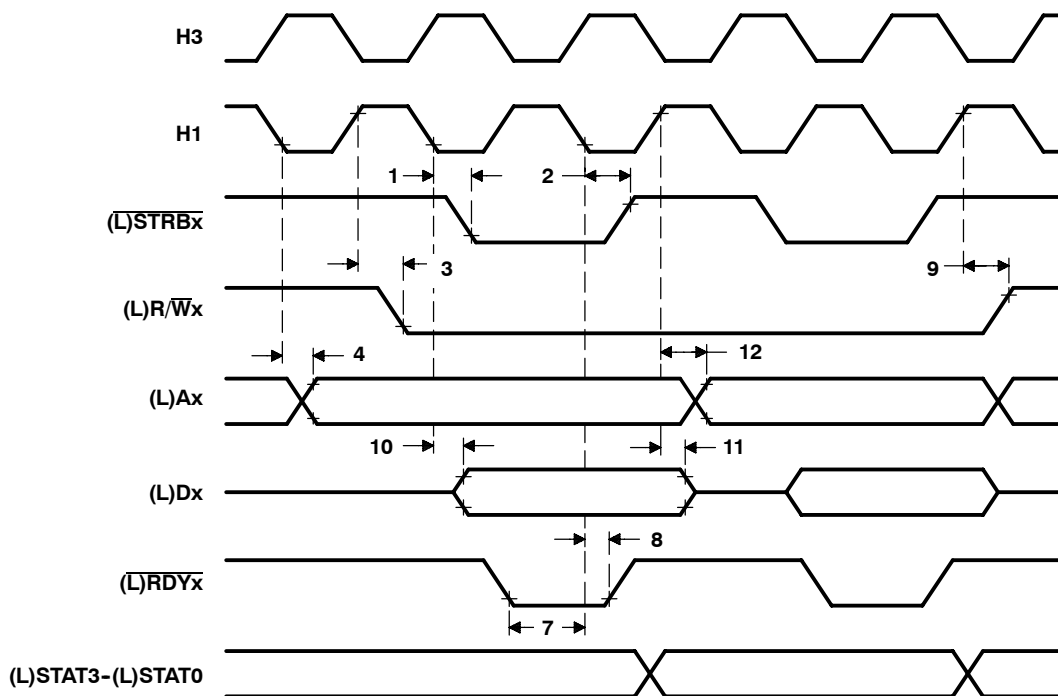 H3
H1
1
2
(L)STRBx
3
9
(L)R/Wx
4
12
(L)Ax
10
11
(L)Dx
8
(L)RDYx
7
(L)STAT3-(L)STAT0